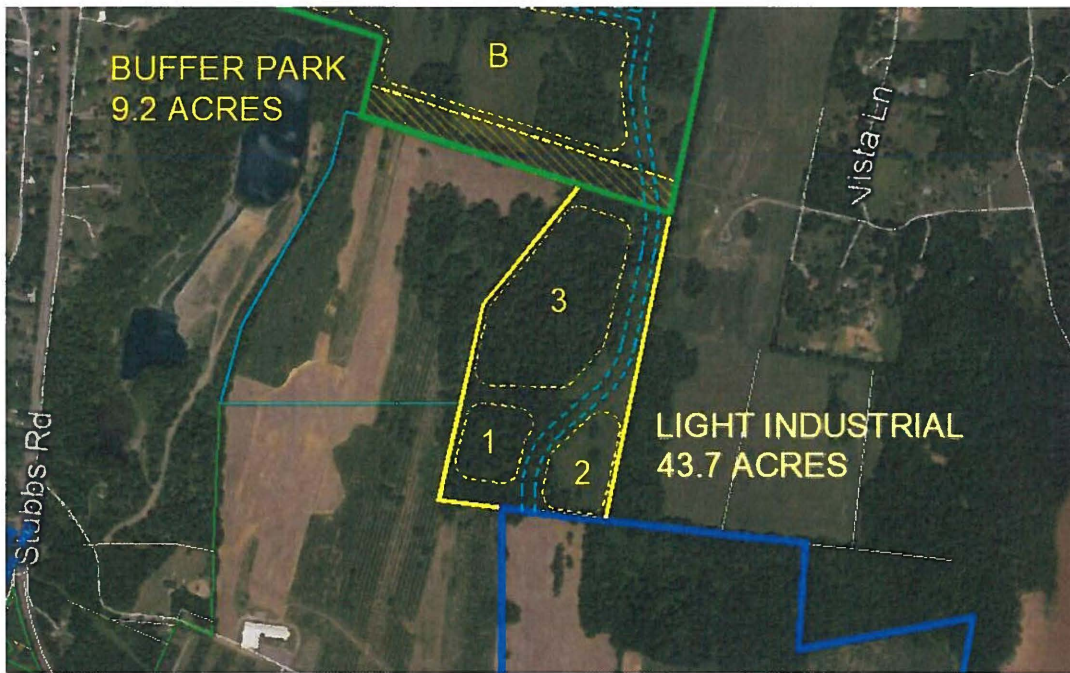 B
BUFFER PARK
9.2 ACRES
Vista Ln
3
LIGHT INDUSTRIAL
43.7 ACRES
1
2
Stubbs Rd